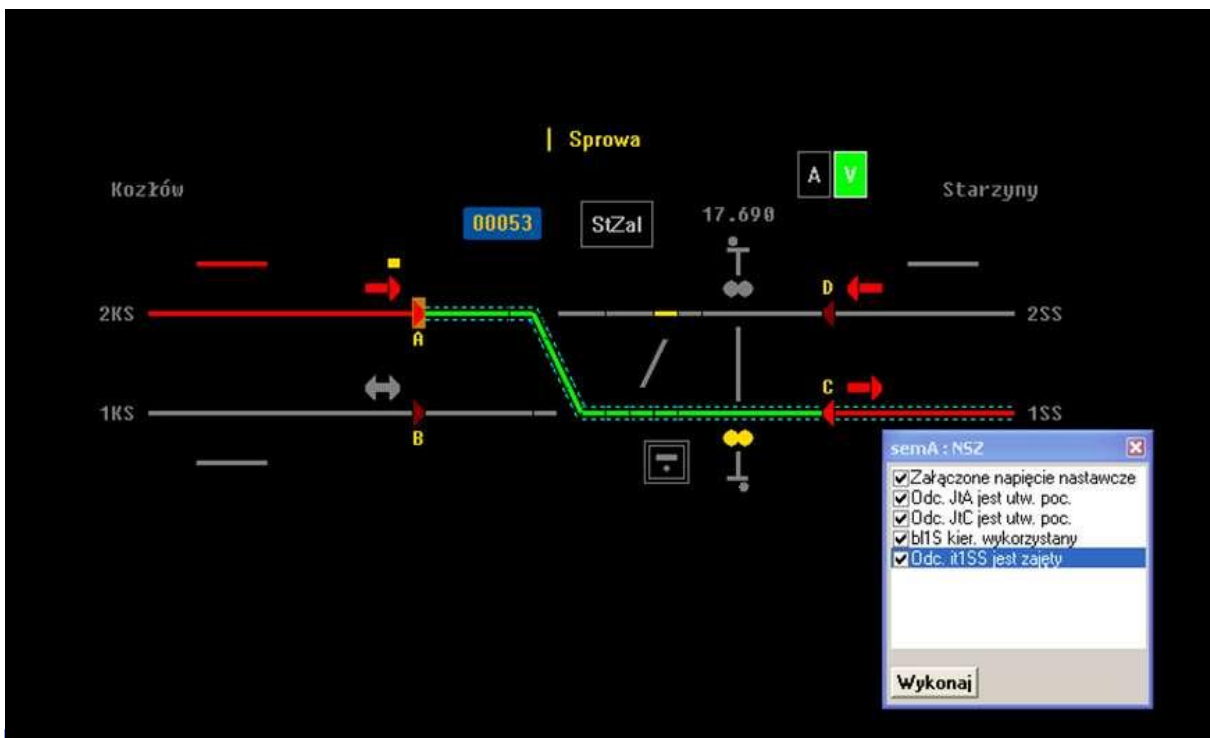 Sprowa
A V
Kozłów
Starzyny
00053
StZal
17.690
D
2KS
2SS
A
C
1KS
1SS
B
semA : NSZ
Załączone napięcie nastawcze
Odc. JtA jest utw. poc.
Odc. JtC jest utw. poc.
bl1S kier. wykorzystany
Odc. it1SS jest zajęty
Wykonaj